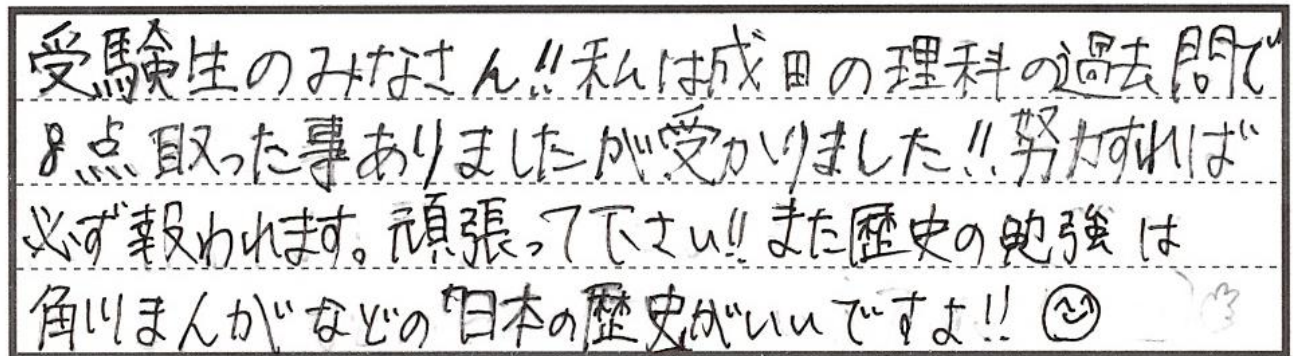 受験生のみなさん!!私は成田の理科の過去問で
8点取った事ありましたが受かりました!!努力すれば
必ず報われます。頑張って下さい!!また歴史の勉強は
角川まんがなどの日本の歴史がいいですよ!!